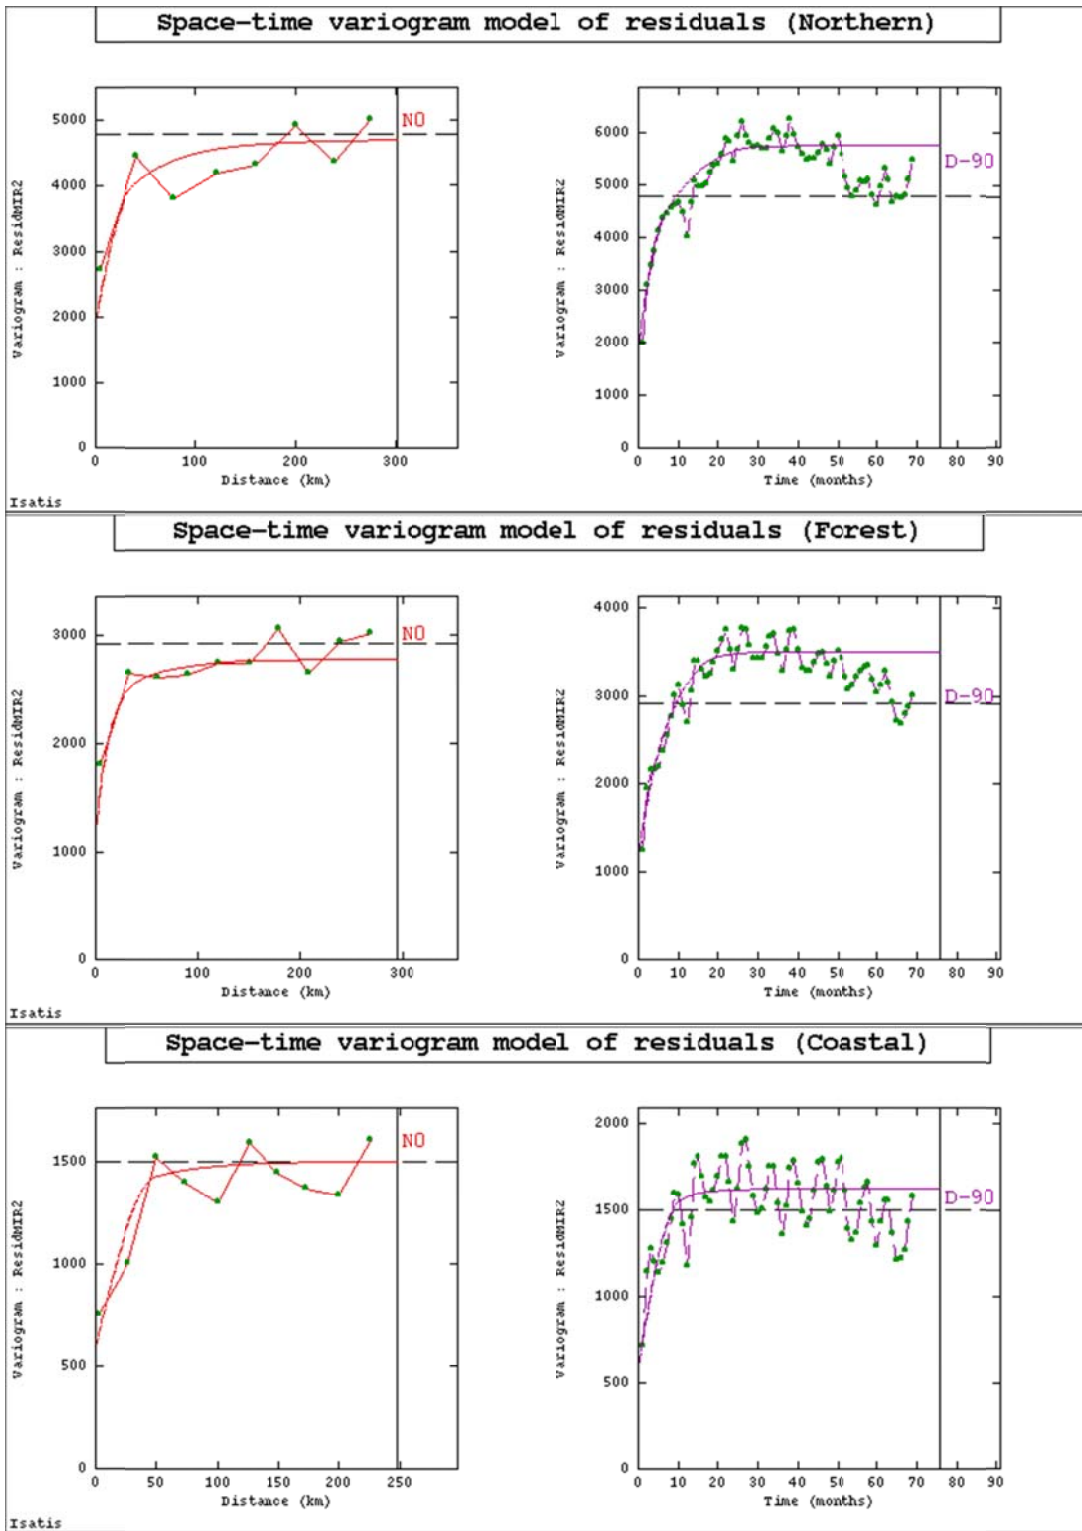 Space-time variogram model of residuals (Northern)
Variogram : ResidMIR2
5000
4000
3000
2000
1000
0
NO
0 100 200 300
Distance (km)
Variogram : ResidMIR2
6000
5000
4000
3000
2000
1000
0
D-90
0 10 20 30 40 50 60 70 80 90
Time (months)
Isatis
Space-time variogram model of residuals (Forest)
Variogram : ResidMIR2
3000
2000
1000
0
NO
0 100 200 300
Distance (km)
Variogram : ResidMIR2
4000
3000
2000
1000
0
D-90
0 10 20 30 40 50 60 70 80 90
Time (months)
Isatis
Space-time variogram model of residuals (Coastal)
Variogram : ResidMIR2
1500
1000
500
0
NO
0 50 100 150 200 250
Distance (km)
Variogram : ResidMIR2
2000
1500
1000
500
0
D-90
0 10 20 30 40 50 60 70 80 90
Time (months)
Isatis